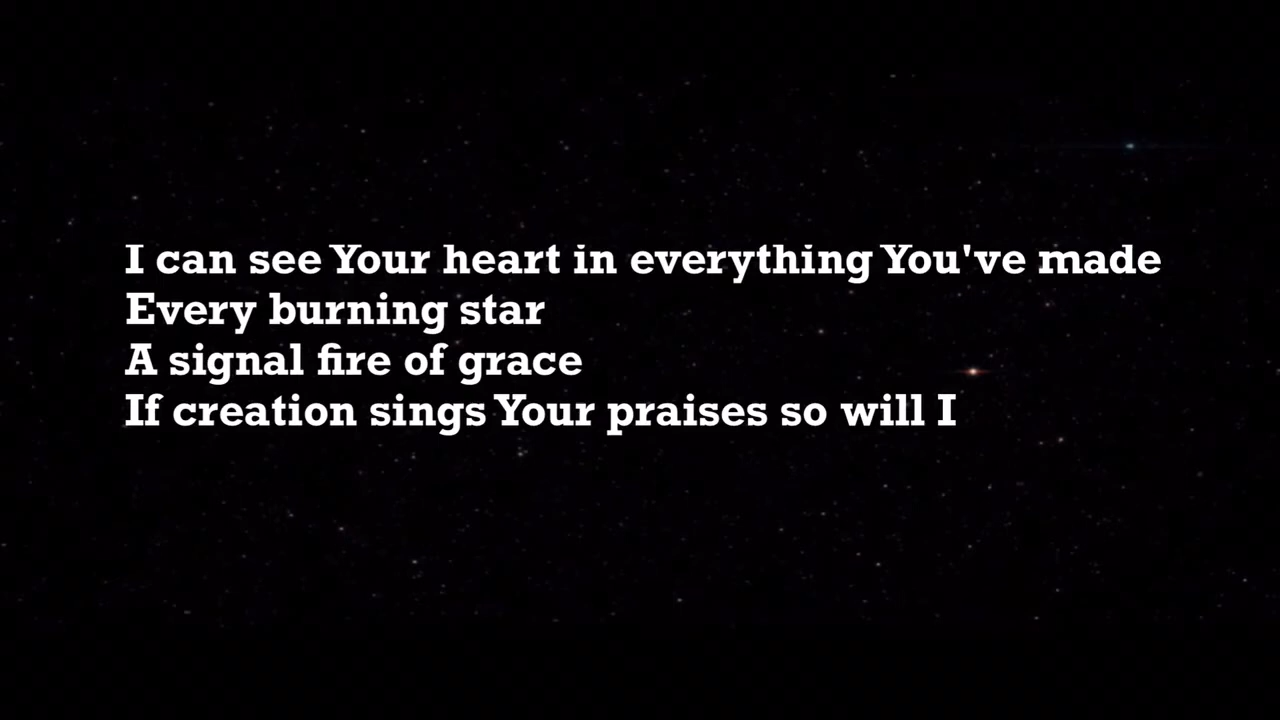 I can see Your heart in everything You've made
Every burning star
A signal fire of grace
If creation sings Your praises so will I